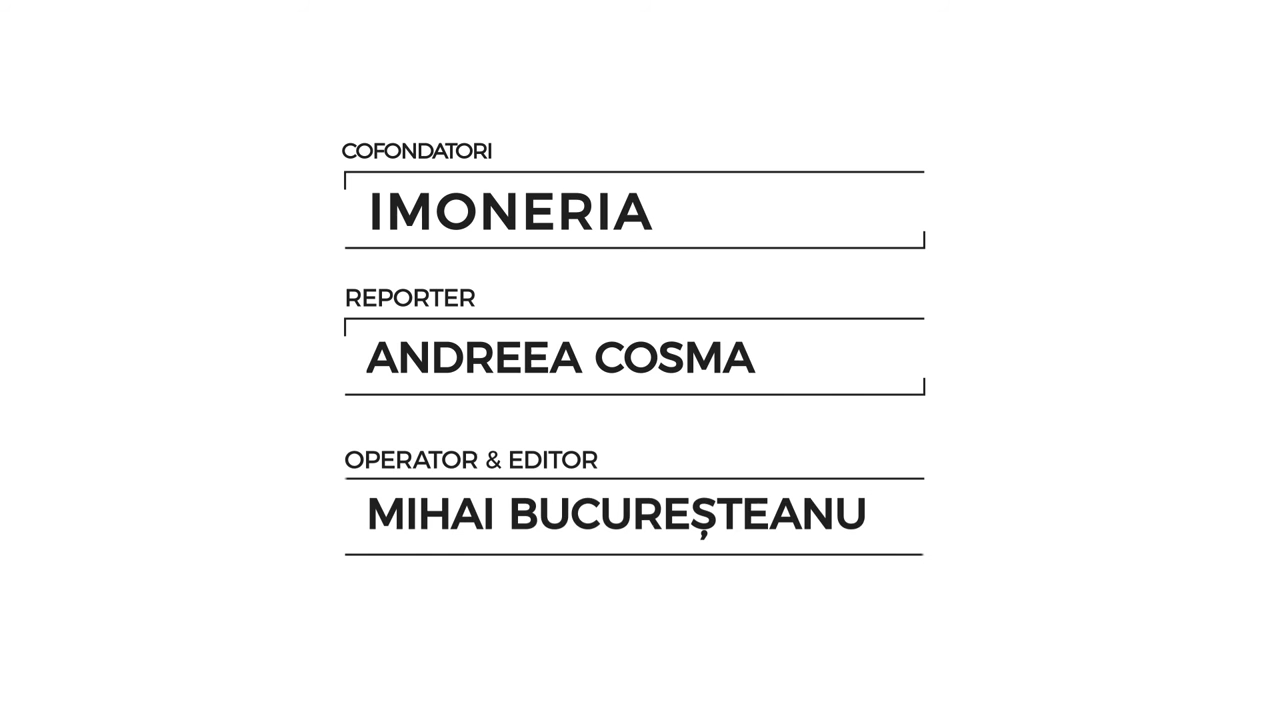 COFONDATORI
IMONERIA
REPORTER
ANDREEA COSMA
OPERATOR & EDITOR
MIHAI BUCUREȘTEANU